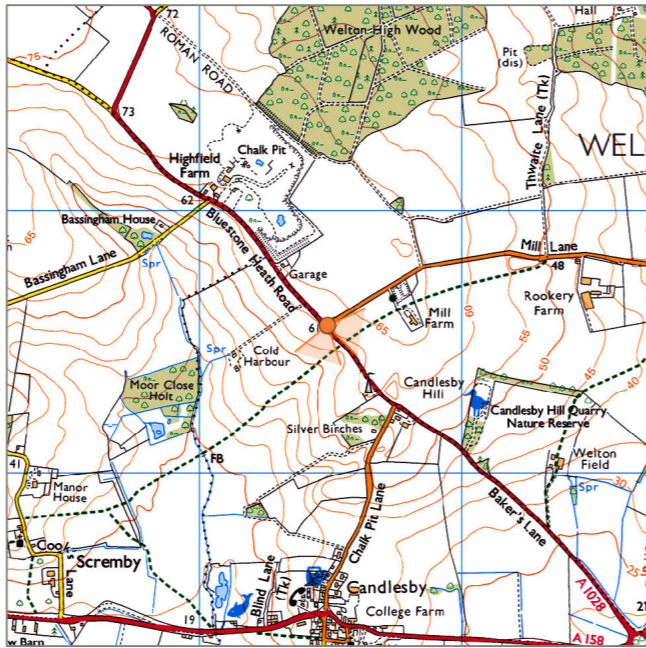 72
Hall
Welton High Wood
ROMAN
ROAD
Pit
(dis)
75
73
Thwaite Lane (Tk)
WEL
Chalk Pit
Highfield
Farm
62
Bassingham House
65
Bluestone Heath Road
Mill Lane
Bassingham Lane
Spr
48
Garage
Rookery
Farm
60
Mill
Farm
61
65
55
50
45
40
Spr
Cold
Harbour
Candlesby
Hill
Moor Close
Holt
Candlesby Hill Quarry
Nature Reserve
Silver Birches
FB
Welton
Field
41
30
Manor
House
Spr
Chalk Pit Lane
Baker's Lane
Cook's
Lane
Scremby
25
Blind Lane
(Tk)
Candlesby
A 1028
College Farm
19
21
w Barn
A 158